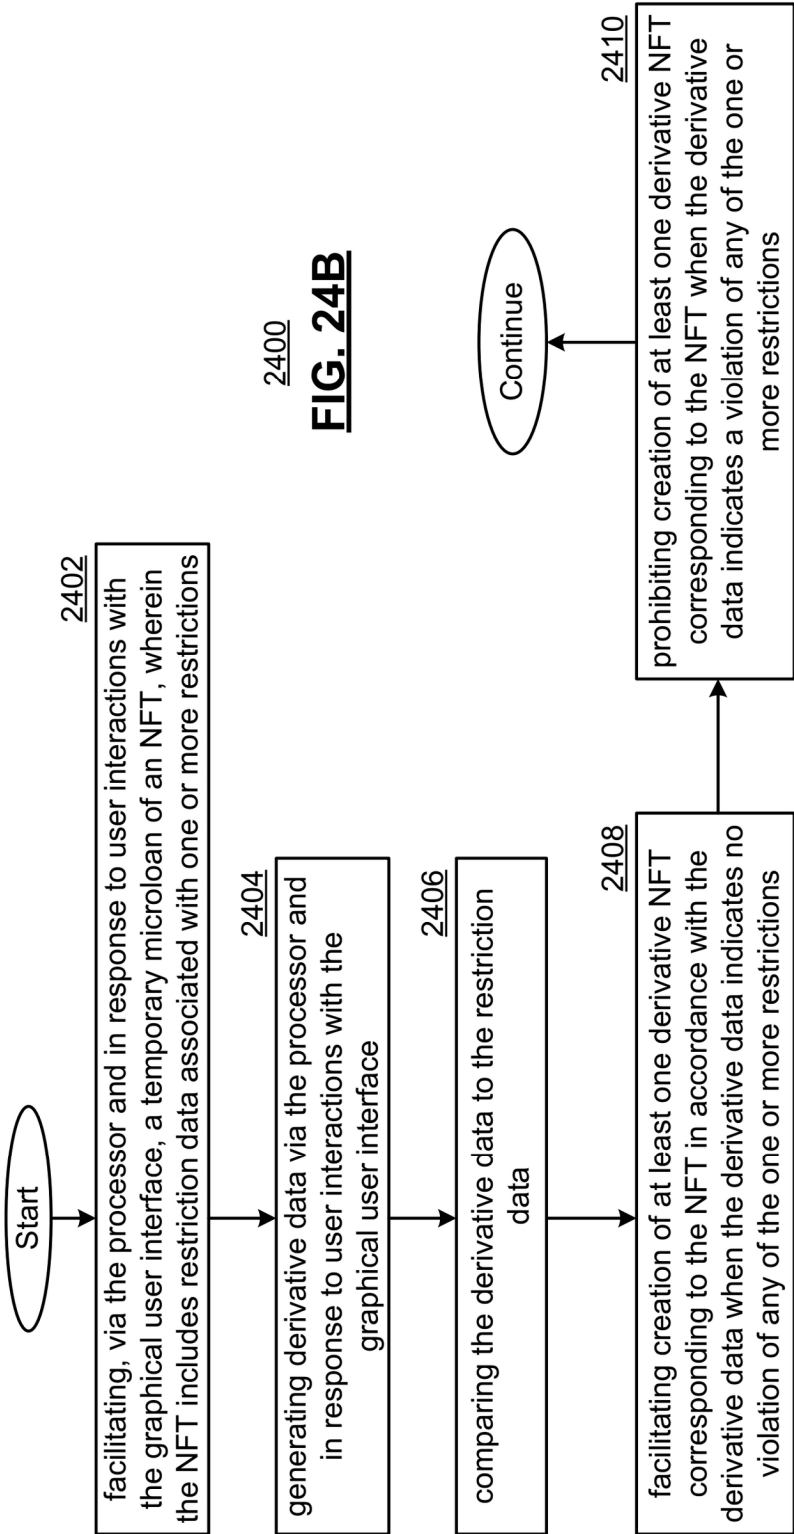 Start
2402
facilitating, via the processor and in response to user interactions with
the graphical user interface, a temporary microloan of an NFT, wherein
the NFT includes restriction data associated with one or more restrictions
2404
generating derivative data via the processor and
in response to user interactions with the
graphical user interface
2406
comparing the derivative data to the restriction
data
2408
facilitating creation of at least one derivative NFT
corresponding to the NFT in accordance with the
derivative data when the derivative data indicates no
violation of any of the one or more restrictions
2410
prohibiting creation of at least one derivative NFT
corresponding to the NFT when the derivative
data indicates a violation of any of the one or
more restrictions
Continue
2400
FIG. 24B